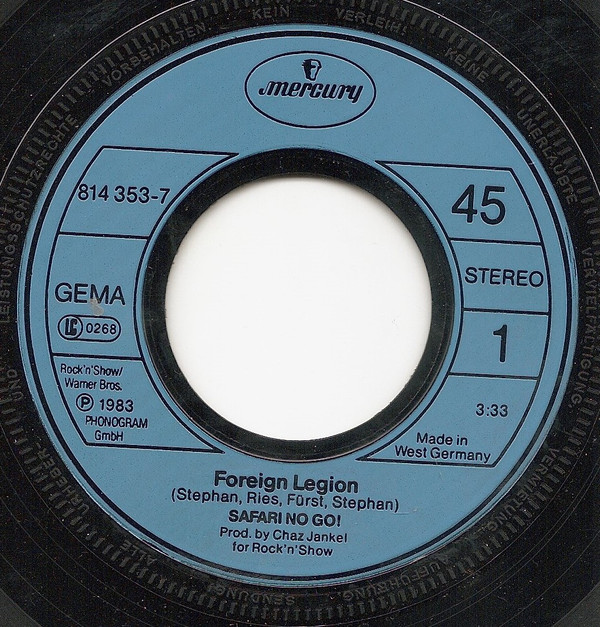 mercury
814 353-7
GEMA
LC 0268
Rock'n'Show/
Warner Bros.
℗ 1983
PHONOGRAM
GmbH
45
STEREO
1
3:33
Made in
West Germany
Foreign Legion
(Stephan, Ries, Fürst, Stephan)
SAFARI NO GO!
Prod. by Chaz Jankel
for Rock'n'Show
ALLE URHEBER- UND LEISTUNGSSCHUTZRECHTE VORBEHALTEN KEIN VERLEIH! KEINE UNERLAUBTE VERVIELFÄLTIGUNG, VERMIETUNG, AUFFÜHRUNG, SENDUNG!